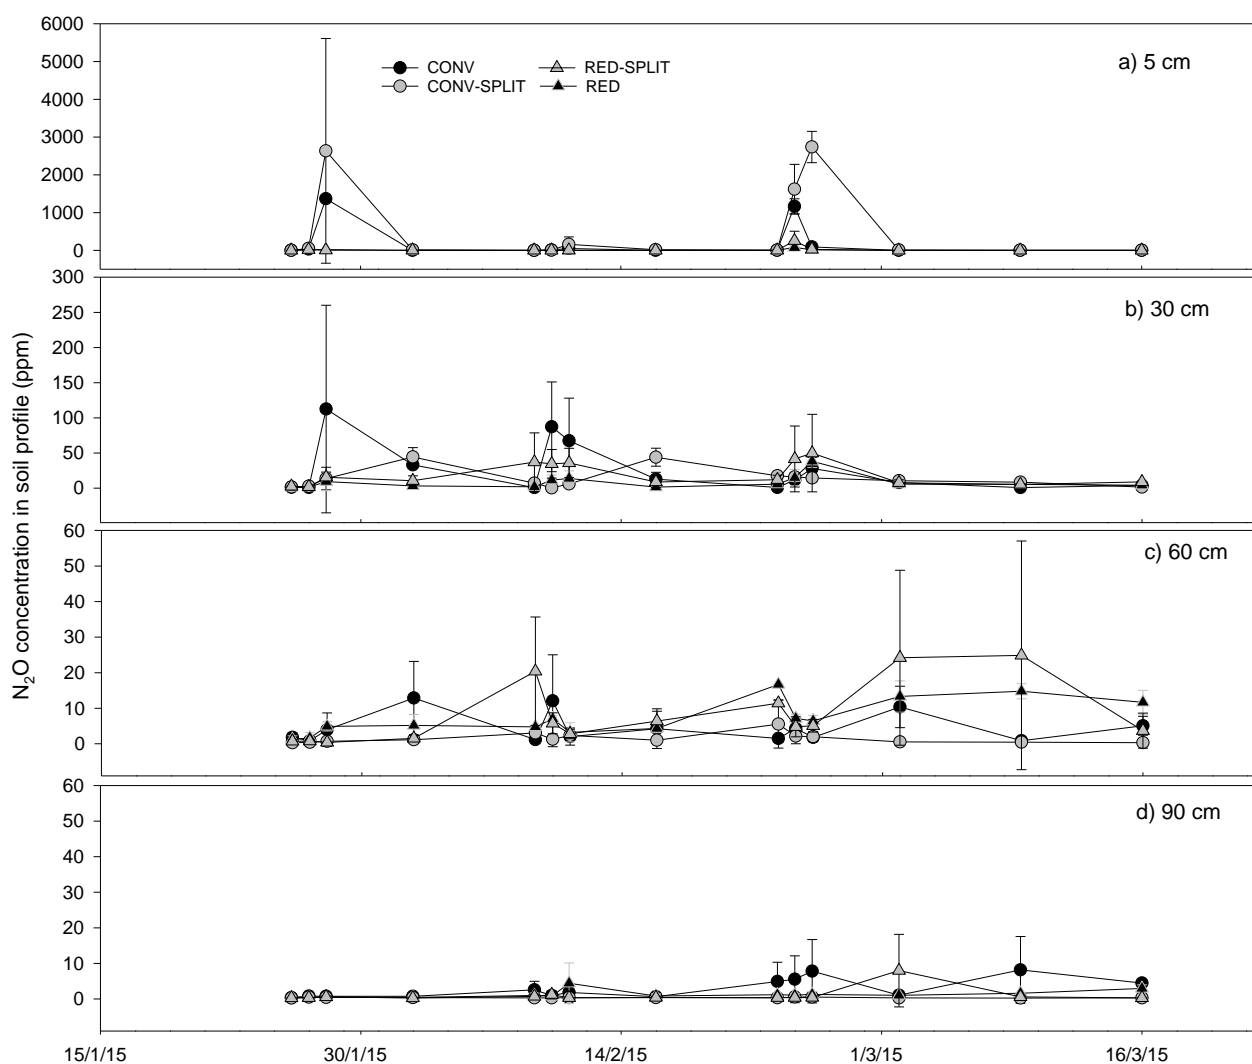 6000
5000
4000
3000
2000
1000
0
a) 5 cm
CONV
RED-SPLIT
CONV-SPLIT
RED
300
250
200
150
100
50
0
b) 30 cm
N₂O concentration in soil profile (ppm)
60
50
40
30
20
10
0
c) 60 cm
60
50
40
30
20
10
0
d) 90 cm
15/1/15 30/1/15 14/2/15 1/3/15 16/3/15